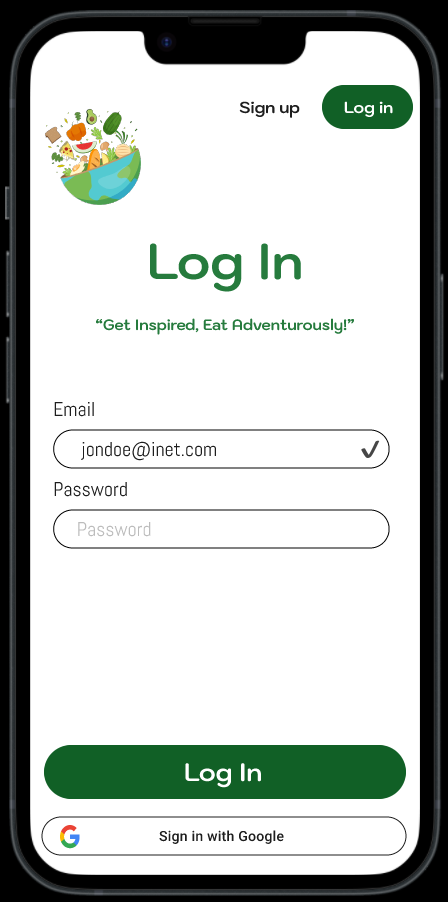 Sign up
Log in
Log In
“Get Inspired, Eat Adventurously!”
Email
jondoe@inet.com
Password
Password
Log In
Sign in with Google